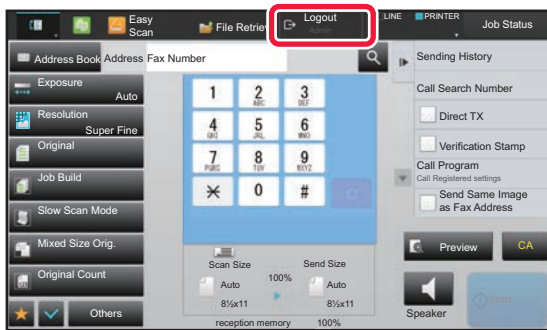 Easy
Scan
File Retrie
Logout
Admin
LINE
PRINTER
Job Status
Address Book
Address
Fax Number
Sending History
Exposure
Auto
Call Search Number
Resolution
Super Fine
Direct TX
Original
Verification Stamp
Job Build
Call Program
Call Registered settings
Slow Scan Mode
Send Same Image
as Fax Address
Mixed Size Orig.
Original Count
Others
1 2 3
ABC DEF
4 5 6
GHI JKL MNO
7 8 9
PQRS TUV WXYZ
0 #
C
Scan Size
Send Size
Auto
100%
Auto
8½x11
8½x11
reception memory 100%
Preview
CA
Speaker
Start